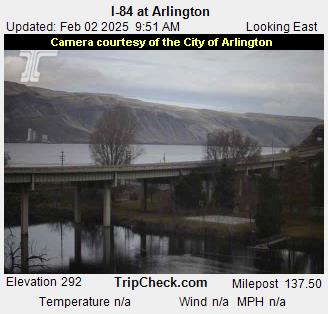 I-84 at Arlington
Updated: Feb 02 2025 9:51 AM Looking East
Camera courtesy of the City of Arlington
Elevation 292 TripCheck.com Milepost 137.50
Temperature n/a Wind n/a MPH n/a